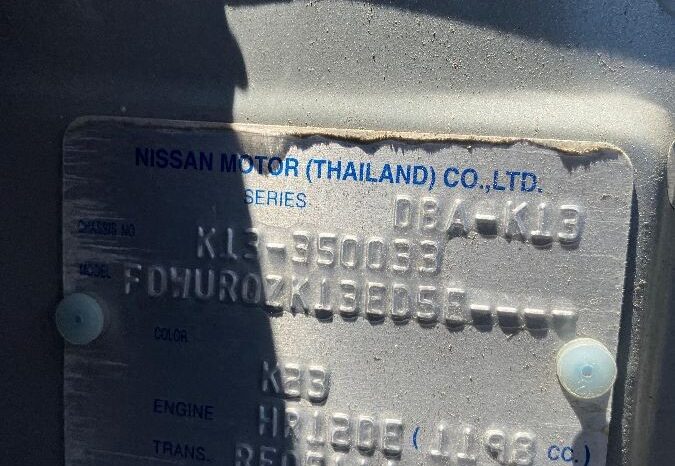 NISSAN MOTOR (THAILAND) CO.,LTD.
SERIES DBA-K13
CHASSIS NO K13-350033
MODEL FDWURQZK13EDSE----
COLOR
K23
ENGINE HR12DE (1198 CC.)
TRANS.